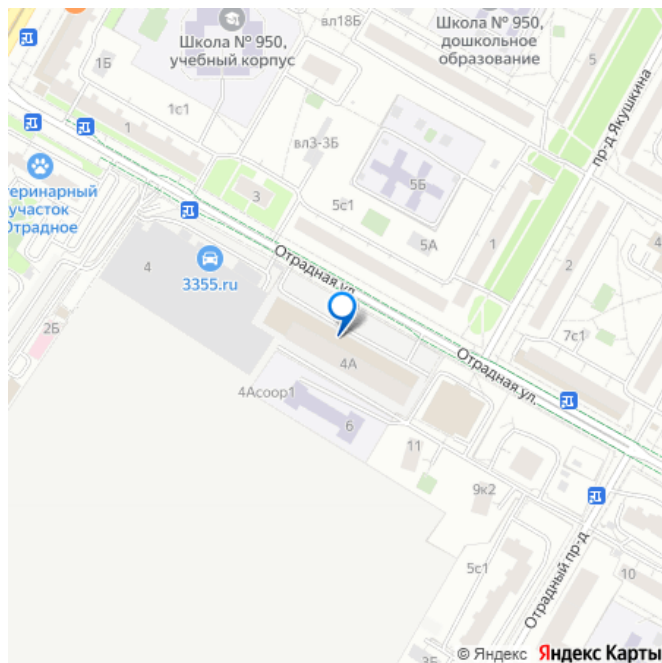 вл18Б
Школа № 950,
учебный корпус
Школа № 950,
дошкольное
образование
5
1Б
1с1
1
вл3-3Б
пр-д Якушкина
5Б
теринарный
участок
Отрадное
3
5с1
5А
1
2
4
4
3355.ru
Отрадная ул.
2Б
7с1
4А
Отрадная ул.
4Асоор1
6
11
9к2
5с1
10
Отрадный пр-д
3Б
© Яндекс Яндекс Карты